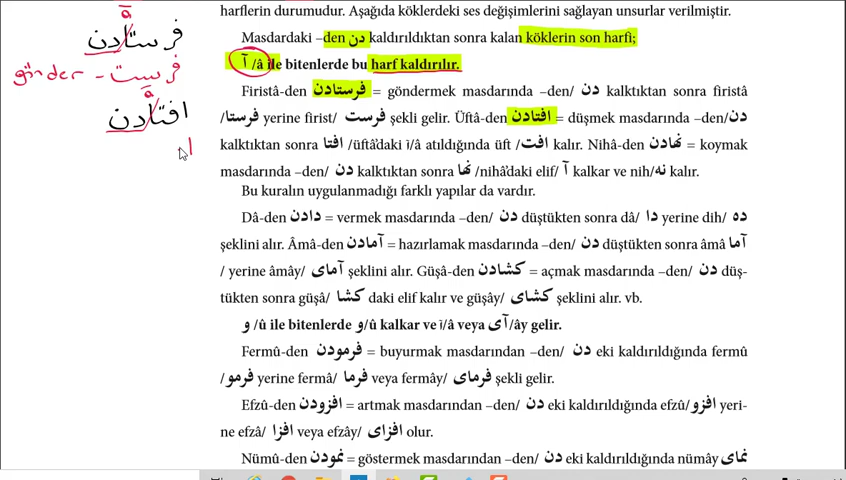 harflerin durumudur. Aşağıda köklerdeki ses değişimlerini sağlayan unsurlar verilmiştir.
Masdardaki –den دن kaldırıldıktan sonra kalan köklerin son harfi;
آ /â ile bitenlerde bu harf kaldırılır.
Firistâ-den فرستادن = göndermek masdarında –den/ دن kalktıktan sonra firistâ
/فرستا yerine firist/ فرست şekli gelir. Üftâ-den افتادن = düşmek masdarında –den/دن
kalktıktan sonra افتا /üftâ'daki ı/â atıldığında üft /افت kalır. Nihâ-den نهادن = koymak
masdarında –den/ دن kalktıktan sonra نها /nihâ'daki elif/ آ kalkar ve nih/ نه kalır.
Bu kuralın uygulanmadığı farklı yapılar da vardır.
Dâ-den دادن = vermek masdarında –den/ دن düştükten sonra dâ/ دا yerine dih/ ده
şeklini alır. Âmâ-den آمادن = hazırlamak masdarında –den/ دن düştükten sonra âmâ آما
/ yerine âmây/ آمای şeklini alır. Güşâ-den کشادن = açmak masdarında –den/ دن düş-
tükten sonra güşâ/ کشا daki elif kalır ve güşây/ کشای şeklini alır. vb.
و /û ile bitenlerde و/û kalkar ve ı/â veya آی/ây gelir.
Fermû-den فرمودن = buyurmak masdarından –den/ دن eki kaldırıldığında fermû
/فرمو yerine fermâ/ فرما veya fermây/ فرمای şekli gelir.
Efzû-den افزودن = artmak masdarından –den/ دن eki kaldırıldığında efzû/ افزو yeri-
ne efzâ/ افزا veya efzây/ افزای olur.
Nümû-den نمودن = göstermek masdarından –den/ دن eki kaldırıldığında nümây نمای
فرستادن
gönder - فرست
افتادن
ا